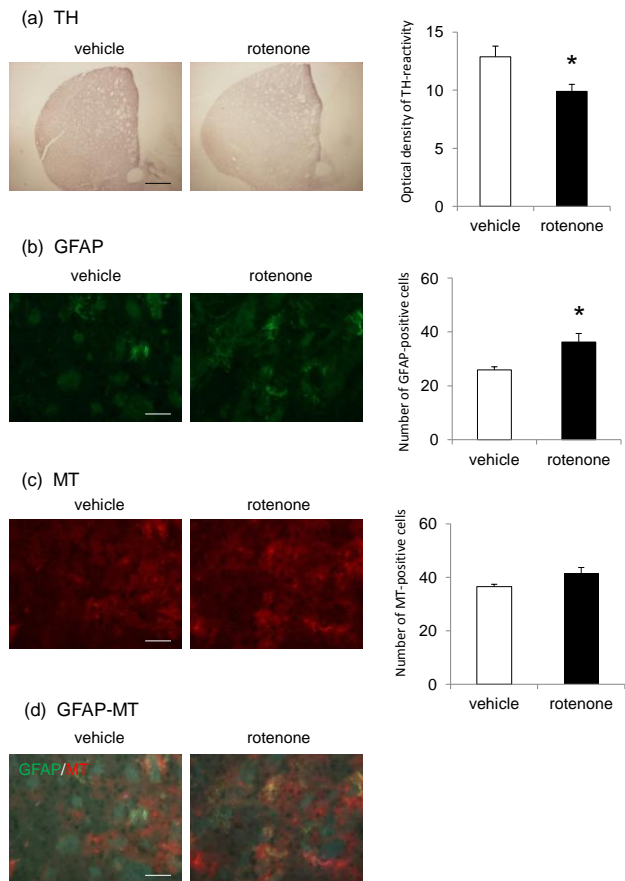 (a) TH
vehicle
rotenone
Optical density of TH-reactivity
15
10
5
0
*
vehicle
rotenone
(b) GFAP
vehicle
rotenone
Number of GFAP-positive cells
60
40
20
0
*
vehicle
rotenone
(c) MT
vehicle
rotenone
Number of MT-positive cells
60
40
20
0
vehicle
rotenone
(d) GFAP-MT
vehicle
rotenone
GFAP/MT